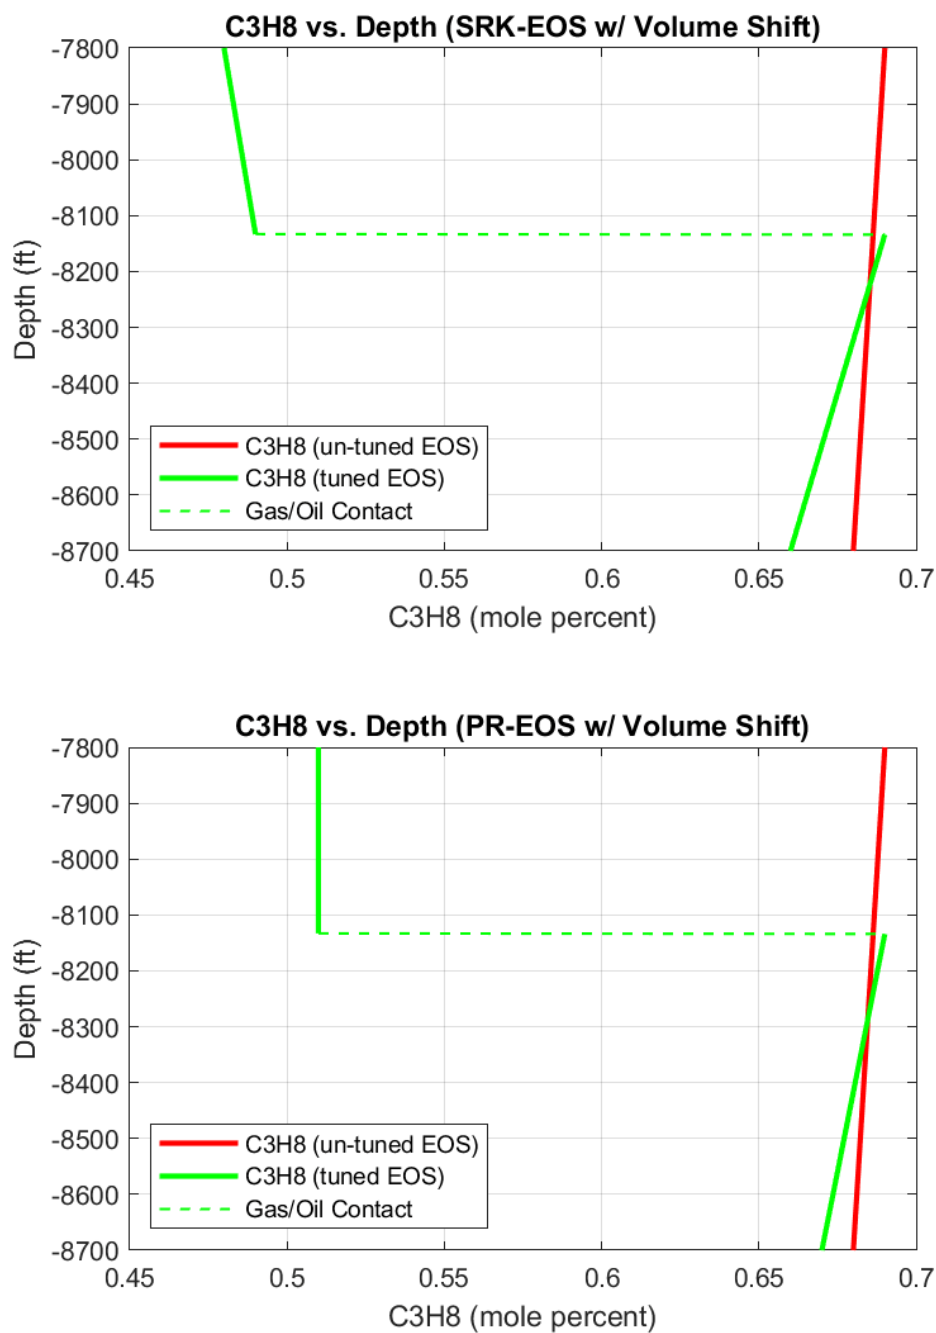 C3H8 vs. Depth (SRK-EOS w/ Volume Shift)
-7800
-7900
-8000
-8100
-8200
-8300
-8400
-8500
-8600
-8700
Depth (ft)
C3H8 (un-tuned EOS)
C3H8 (tuned EOS)
Gas/Oil Contact
0.45 0.5 0.55 0.6 0.65 0.7
C3H8 (mole percent)
C3H8 vs. Depth (PR-EOS w/ Volume Shift)
-7800
-7900
-8000
-8100
-8200
-8300
-8400
-8500
-8600
-8700
Depth (ft)
C3H8 (un-tuned EOS)
C3H8 (tuned EOS)
Gas/Oil Contact
0.45 0.5 0.55 0.6 0.65 0.7
C3H8 (mole percent)